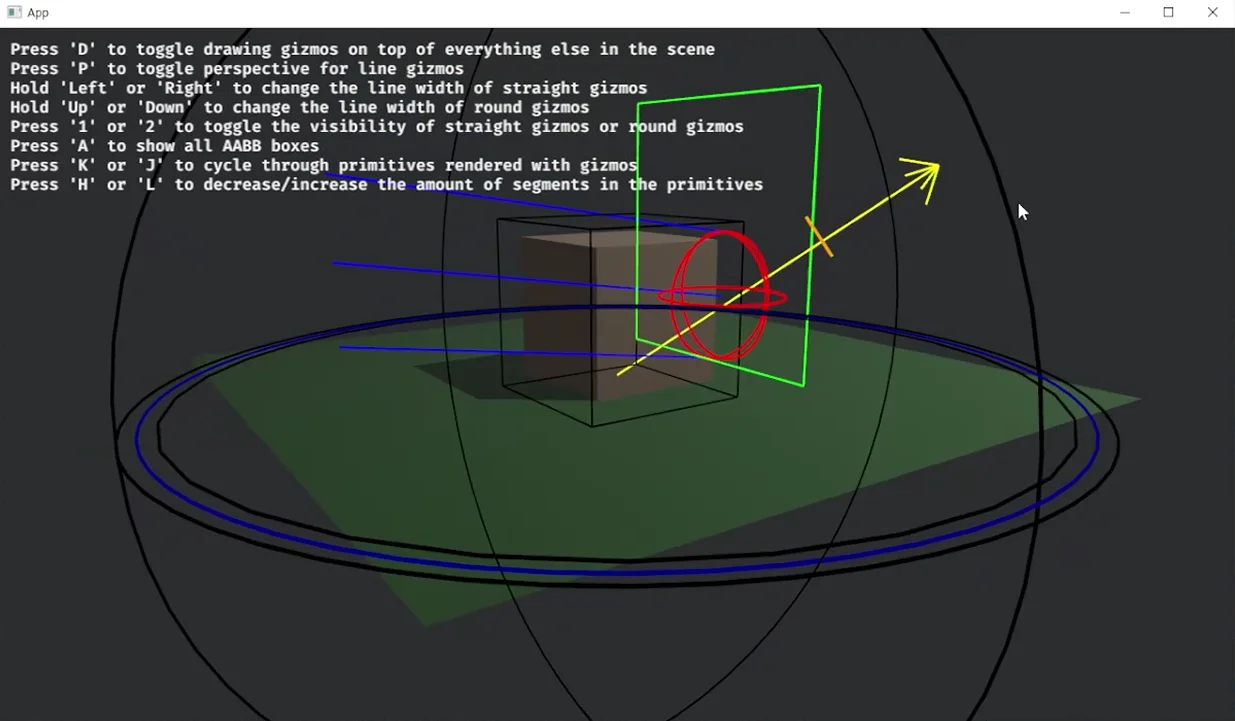 App
Press 'D' to toggle drawing gizmos on top of everything else in the scene
Press 'P' to toggle perspective for line gizmos
Hold 'Left' or 'Right' to change the line width of straight gizmos
Hold 'Up' or 'Down' to change the line width of round gizmos
Press '1' or '2' to toggle the visibility of straight gizmos or round gizmos
Press 'A' to show all AABB boxes
Press 'K' or 'J' to cycle through primitives rendered with gizmos
Press 'H' or 'L' to decrease/increase the amount of segments in the primitives